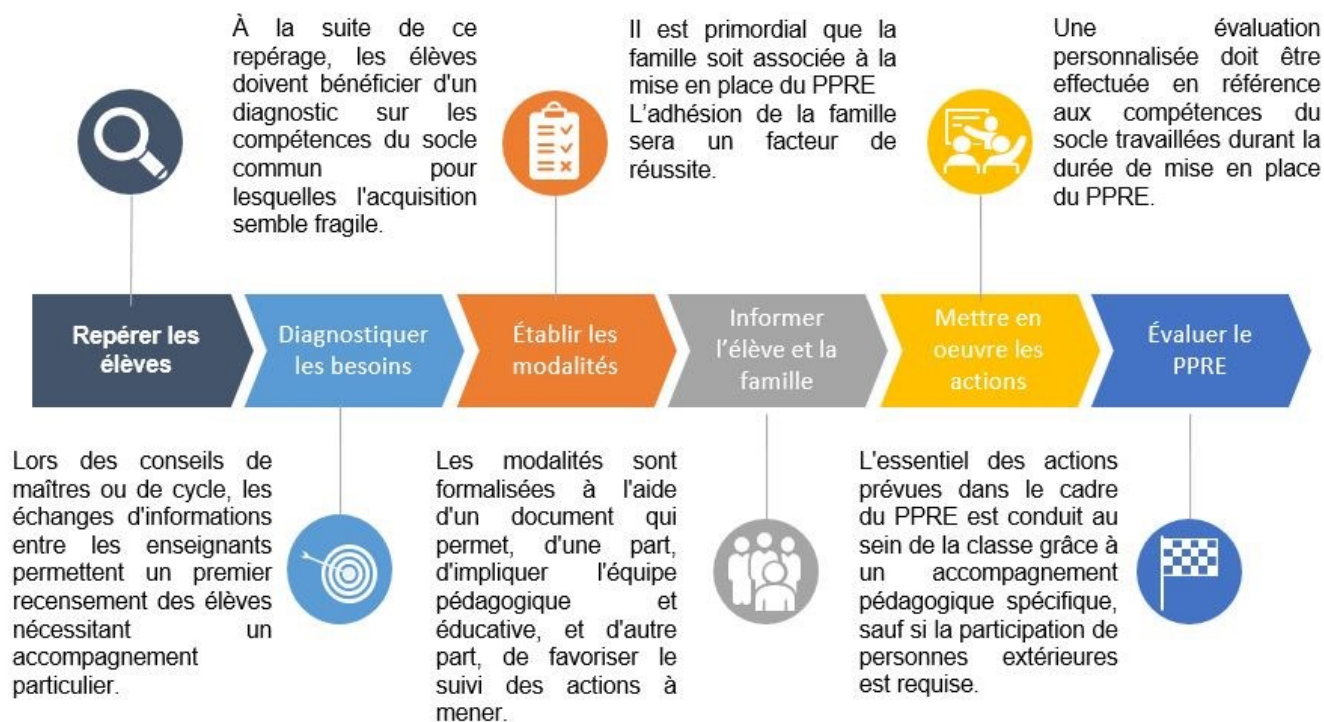 À la suite de ce
repérage, les élèves
doivent bénéficier d'un
diagnostic sur les
compétences du socle
commun pour
lesquelles l'acquisition
semble fragile.
Il est primordial que la
famille soit associée à la
mise en place du PPRE
L'adhésion de la famille
sera un facteur de
réussite.
Une évaluation
personnalisée doit être
effectuée en référence
aux compétences du
socle travaillées durant la
durée de mise en place
du PPRE.
Repérer les
élèves
Diagnostiquer
les besoins
Établir les
modalités
Informer
l'élève et la
famille
Mettre en
oeuvre les
actions
Évaluer le
PPRE
Lors des conseils de
maîtres ou de cycle, les
échanges d'informations
entre les enseignants
permettent un premier
recensement des élèves
nécessitant un
accompagnement
particulier.
Les modalités sont
formalisées à l'aide
d'un document qui
permet, d'une part,
d'impliquer l'équipe
pédagogique et
éducative, et d'autre
part, de favoriser le
suivi des actions à
mener.
L'essentiel des actions
prévues dans le cadre
du PPRE est conduit au
sein de la classe grâce à
un accompagnement
pédagogique spécifique,
sauf si la participation de
personnes extérieures
est requise.